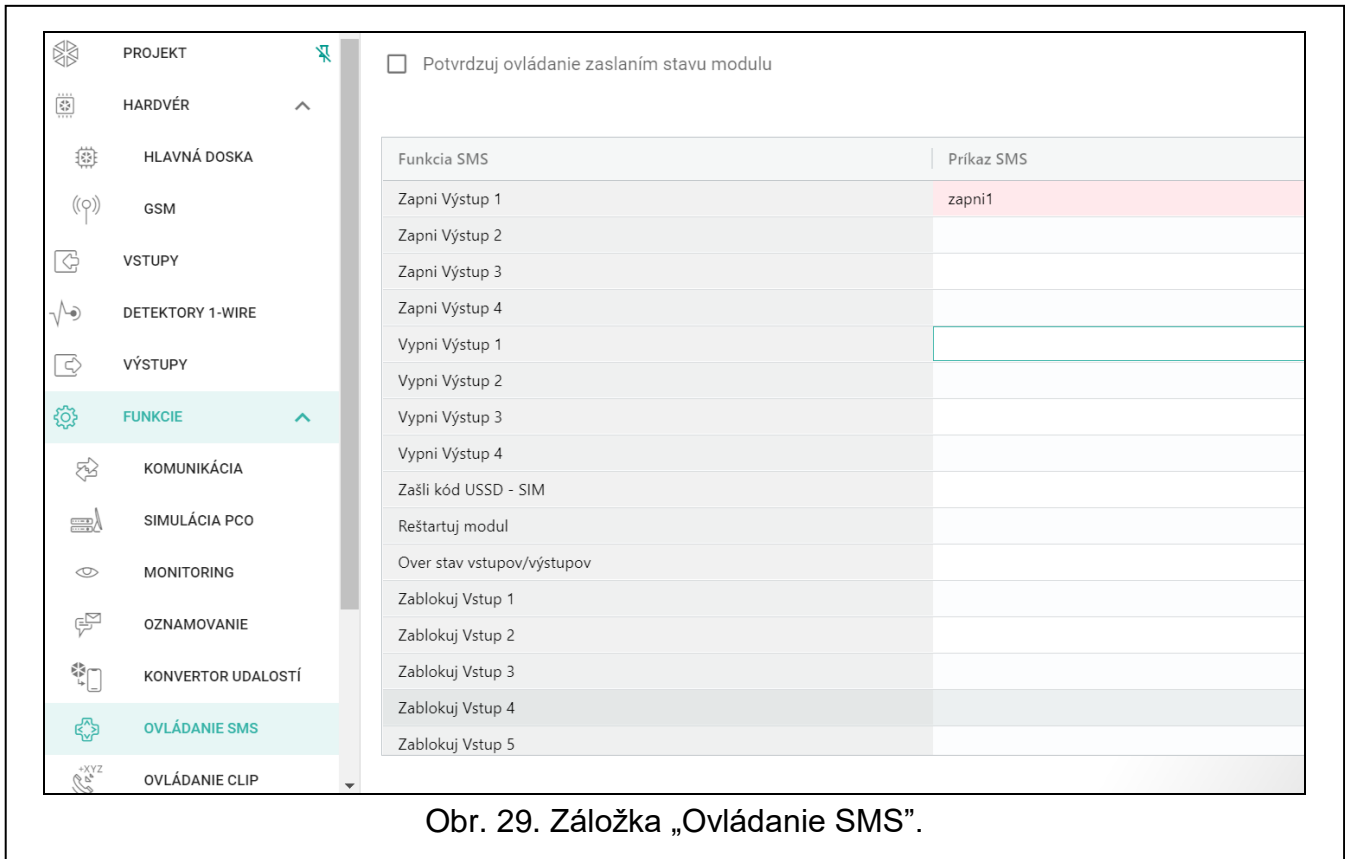 PROJEKT
HARDVÉR
HLAVNÁ DOSKA
GSM
VSTUPY
DETEKTORY 1-WIRE
VÝSTUPY
FUNKCIE
KOMUNIKÁCIA
SIMULÁCIA PCO
MONITORING
OZNAMOVANIE
KONVERTOR UDALOSTÍ
OVLÁDANIE SMS
+XYZ
OVLÁDANIE CLIP
Potvrdzuj ovládanie zaslaním stavu modulu
Funkcia SMS Príkaz SMS
Zapni Výstup 1 zapni1
Zapni Výstup 2
Zapni Výstup 3
Zapni Výstup 4
Vypni Výstup 1
Vypni Výstup 2
Vypni Výstup 3
Vypni Výstup 4
Zašli kód USSD - SIM
Reštartuj modul
Over stav vstupov/výstupov
Zablokuj Vstup 1
Zablokuj Vstup 2
Zablokuj Vstup 3
Zablokuj Vstup 4
Zablokuj Vstup 5
Obr. 29. Záložka „Ovládanie SMS”.